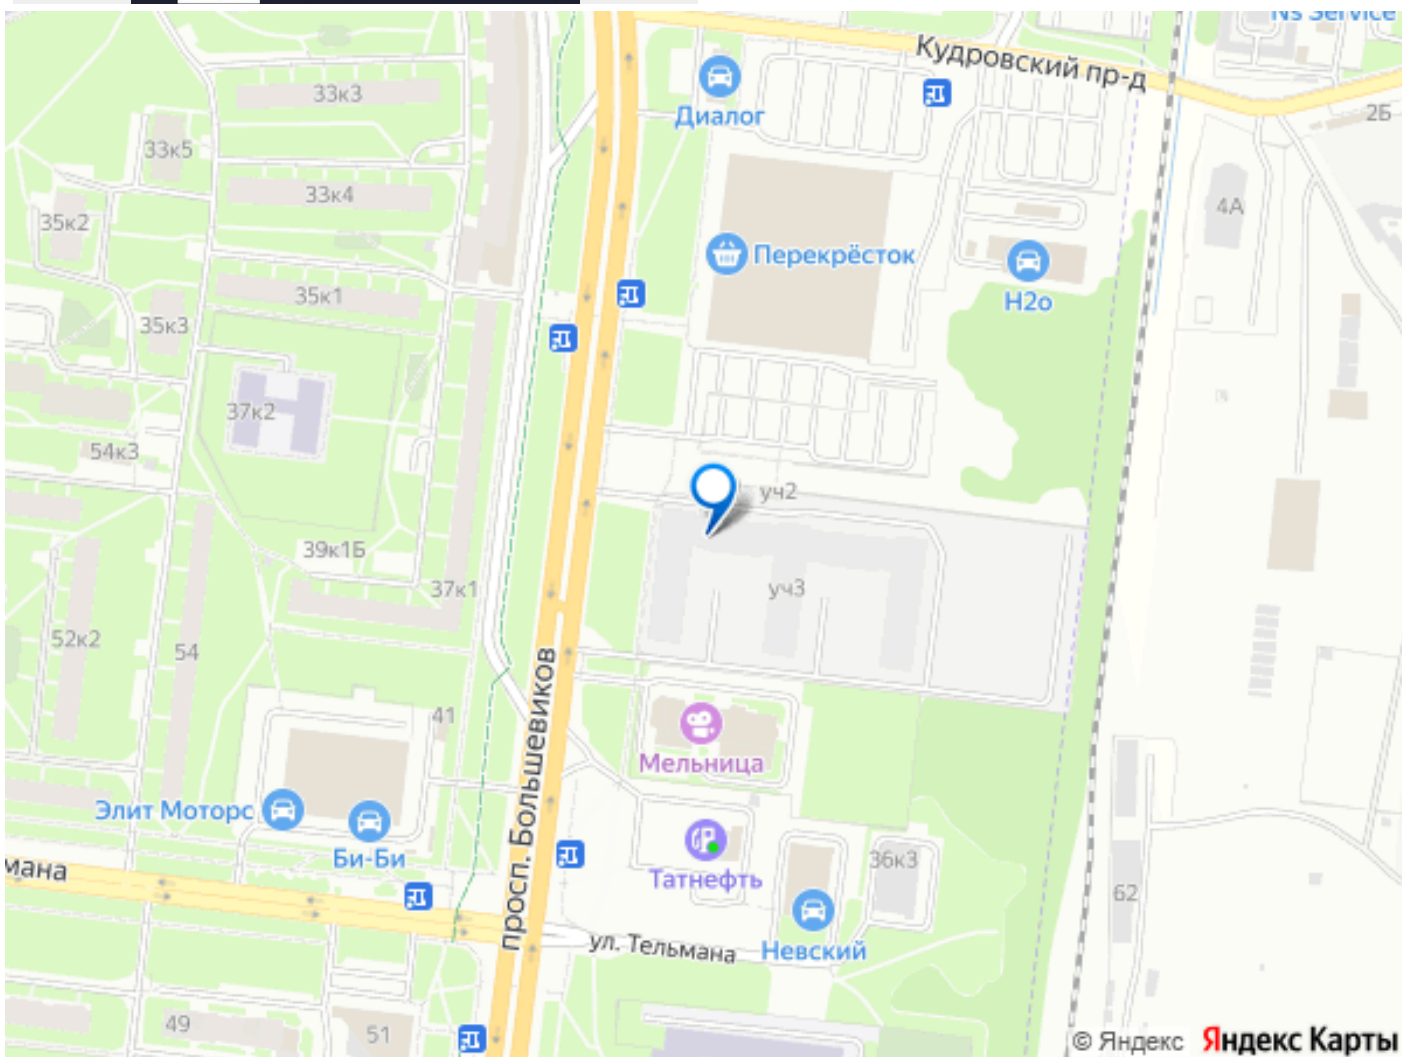 Ns Service
Кудровский пр-д
33к3
Диалог
2Б
33к5
33к4
4А
35к2
Перекрёсток
35к1
Н2о
35к3
37к2
54к3
уч2
39к1Б
37к1
уч3
52к2
54
просп. Большевиков
41
Мельница
Элит Моторс
Би-Би
мана
Татнефть
36к3
62
ул. Тельмана
Невский
49
51
© Яндекс Яндекс Карты